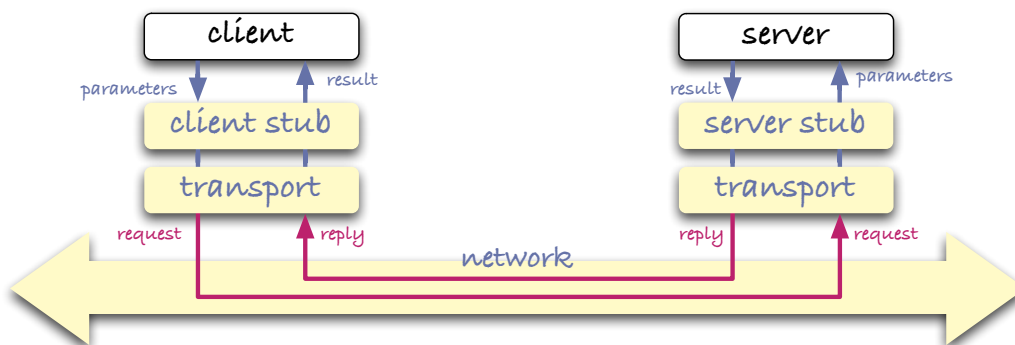 client
server
parameters
result
result
parameters
client stub
server stub
transport
transport
request
reply
reply
request
network